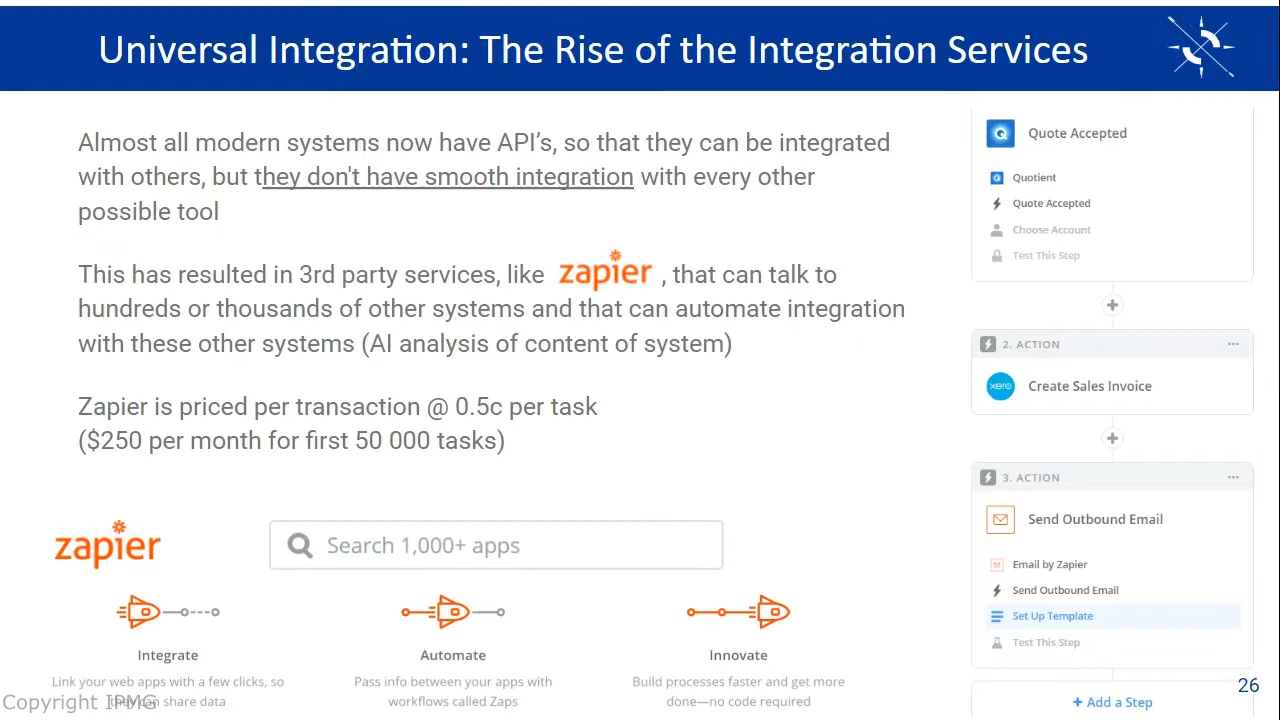 Universal Integration: The Rise of the Integration Services
Almost all modern systems now have API's, so that they can be integrated
with others, but they don't have smooth integration with every other
possible tool
This has resulted in 3rd party services, like zapier , that can talk to
hundreds or thousands of other systems and that can automate integration
with these other systems (AI analysis of content of system)
Zapier is priced per transaction @ 0.5c per task
($250 per month for first 50 000 tasks)
zapier
Search 1,000+ apps
Integrate
Link your web apps with a few clicks, so
they can share data
Automate
Pass info between your apps with
workflows called Zaps
Innovate
Build processes faster and get more
done—no code required
Quote Accepted
Quotient
Quote Accepted
Choose Account
Test This Step
2. ACTION
xero
Create Sales Invoice
3. ACTION
Send Outbound Email
Email by Zapier
Send Outbound Email
Set Up Template
Test This Step
+ Add a Step
26
Copyright IPMG